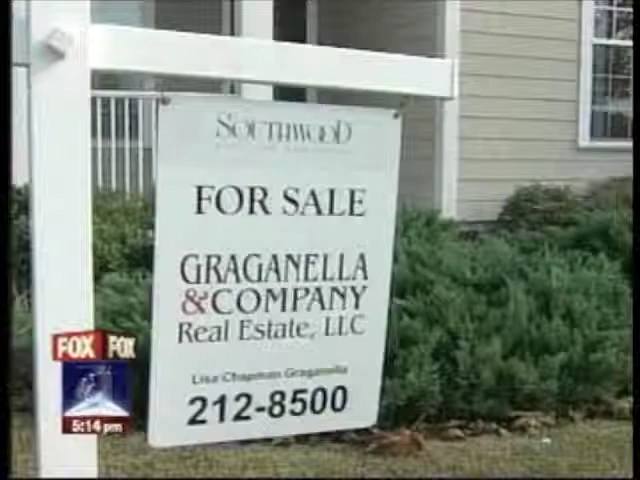 SOUTHWOOD
FOR SALE
GRAGANELLA
&COMPANY
Real Estate, LLC
Lisa Chapman Graganella
212-8500
FOX FOX
5:14 pm